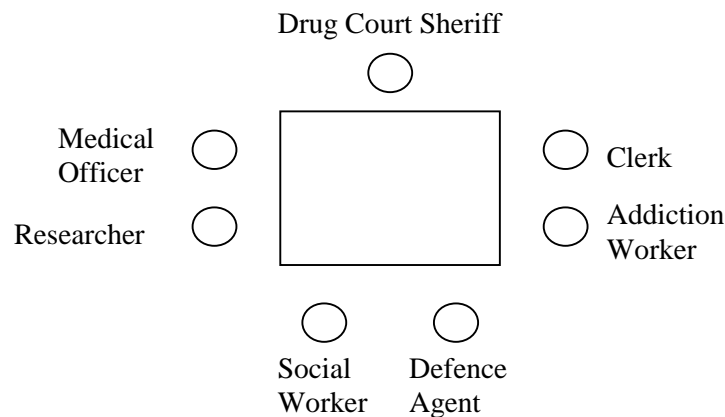 Drug Court Sheriff
Medical
Officer
Clerk
Researcher
Addiction
Worker
Social
Worker
Defence
Agent